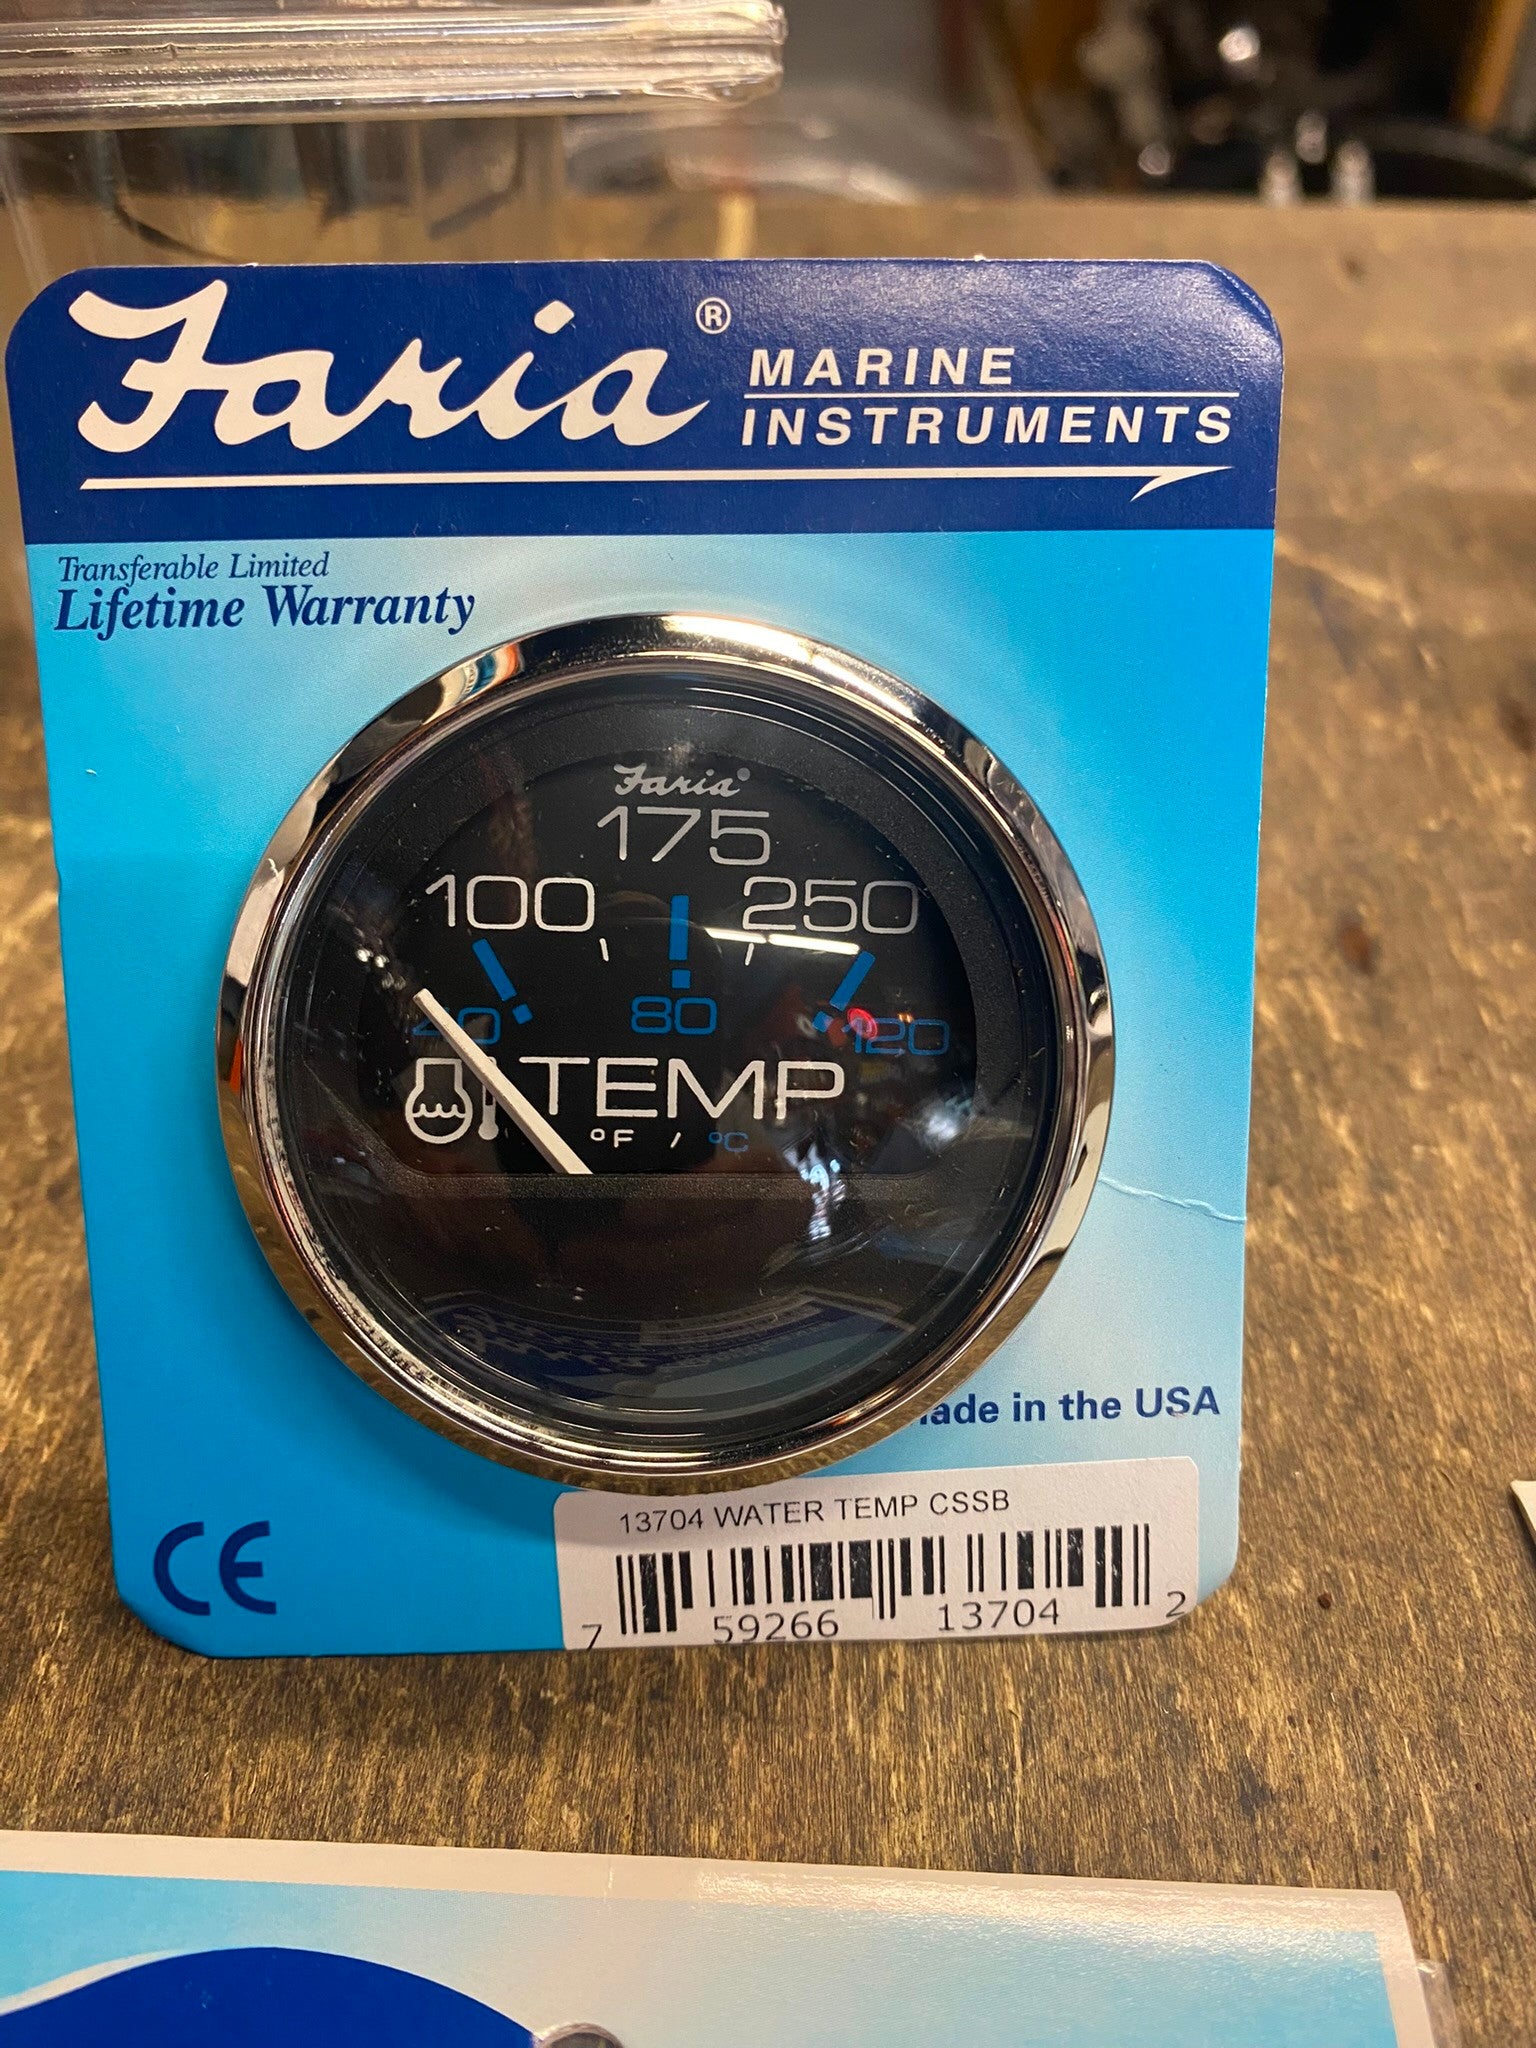 Faria® MARINE
INSTRUMENTS
Transferable Limited
Lifetime Warranty
Faria®
175
100 250
40 80 120
TEMP
°F / °C
in the USA
CE
13704 WATER TEMP CSSB
7 59266 13704 2